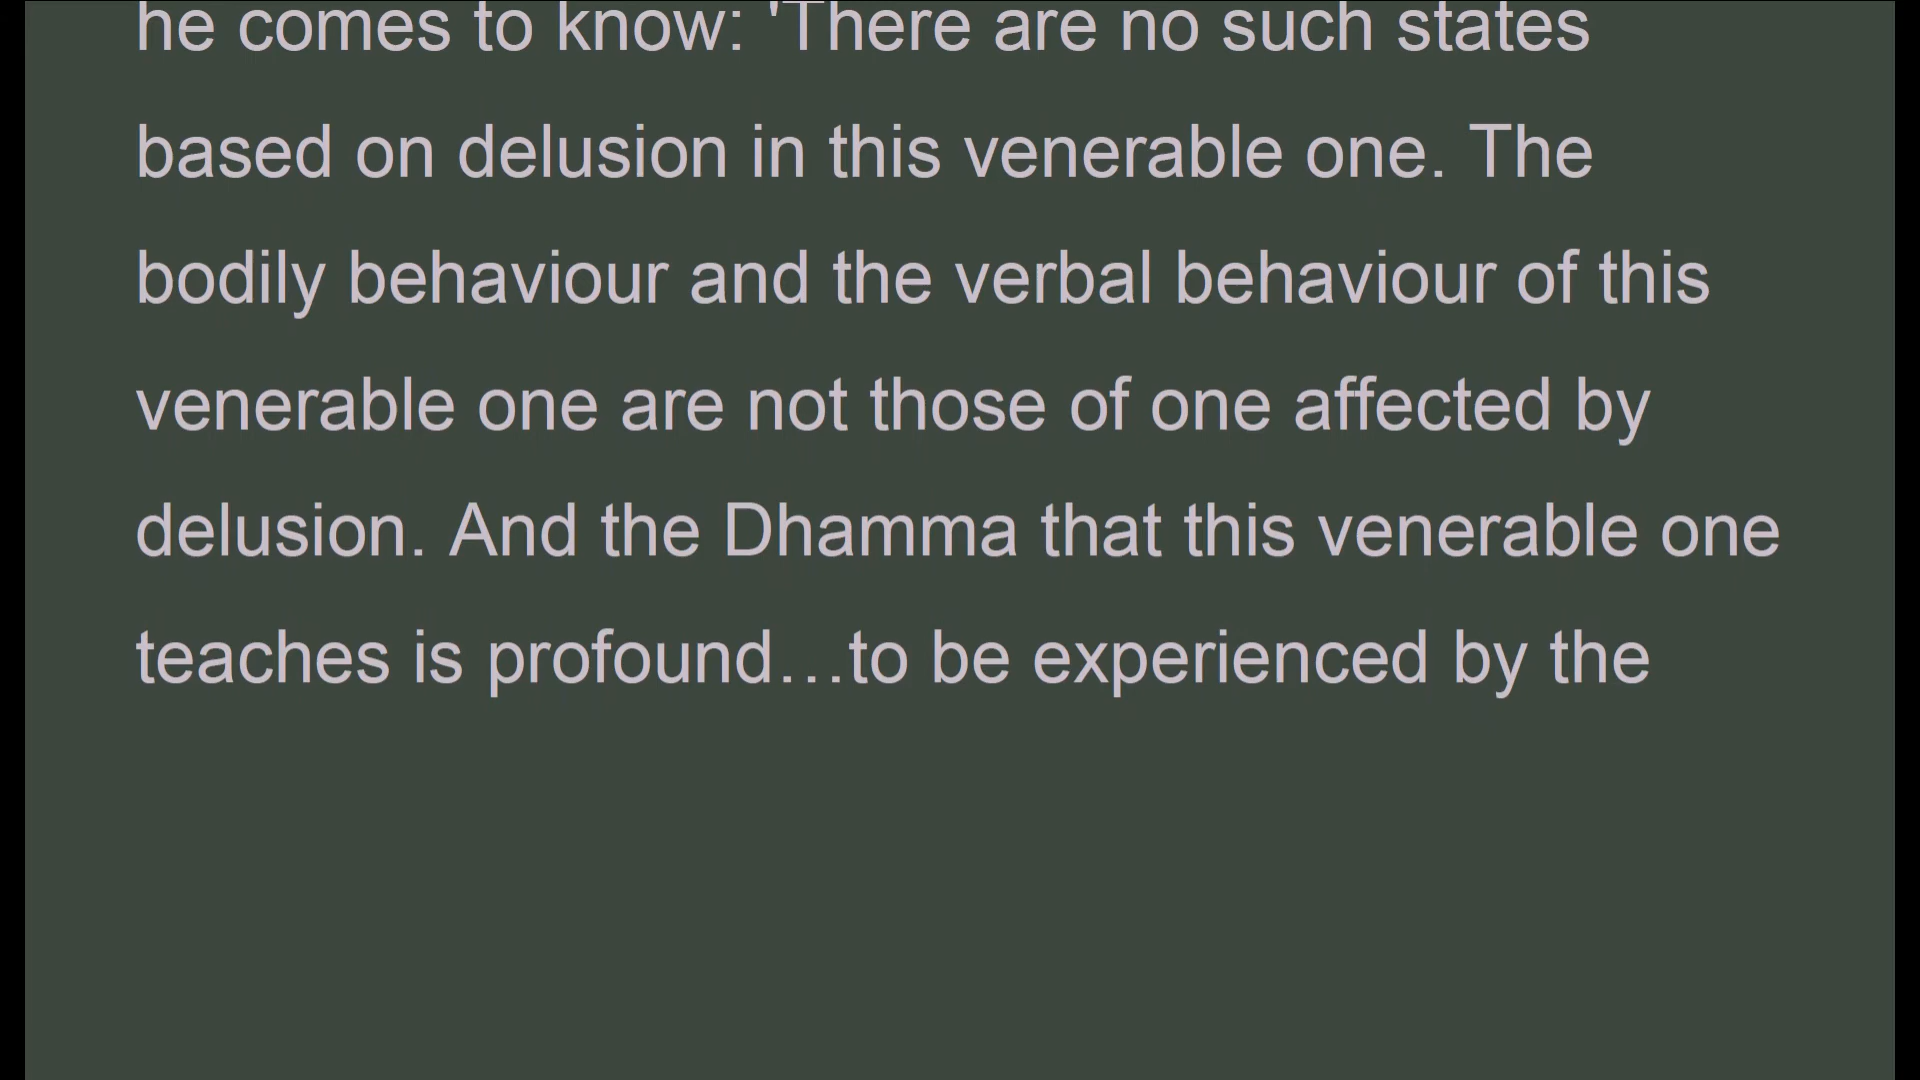 he comes to know: 'There are no such states
based on delusion in this venerable one. The
bodily behaviour and the verbal behaviour of this
venerable one are not those of one affected by
delusion. And the Dhamma that this venerable one
teaches is profound…to be experienced by the